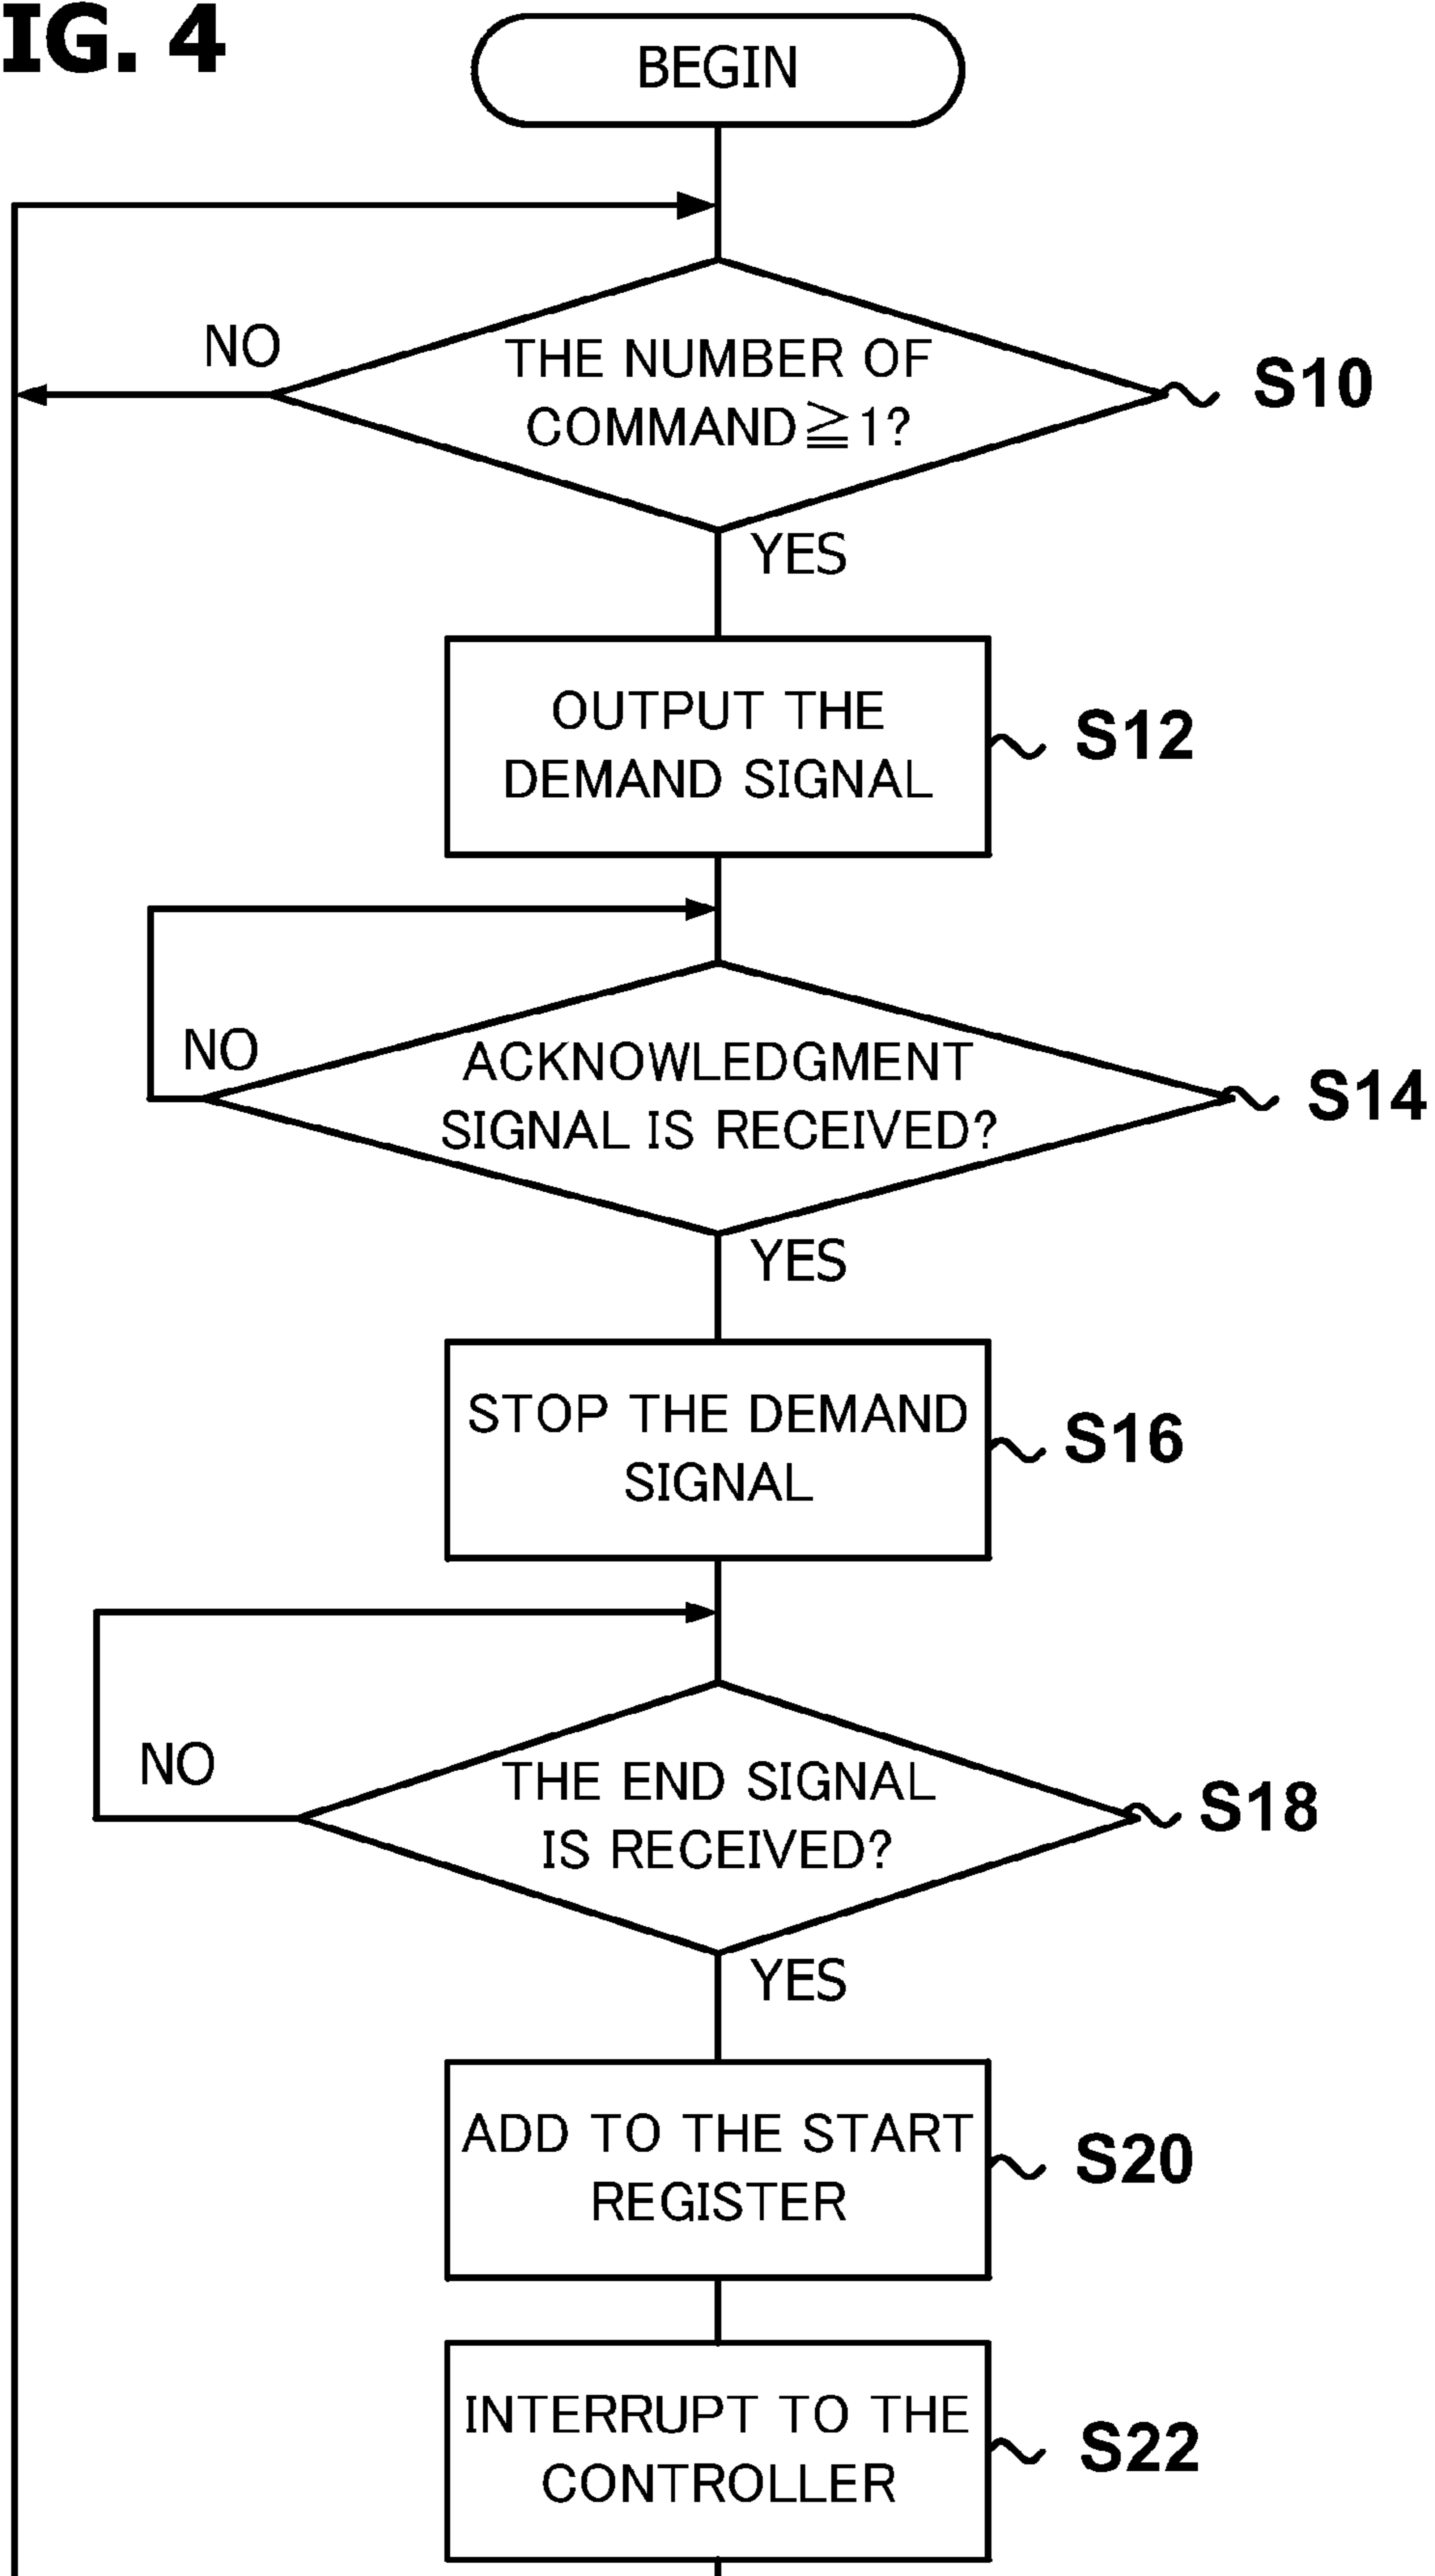 IG. 4
BEGIN
NO
THE NUMBER OF
COMMAND≧1?
S10
YES
OUTPUT THE
DEMAND SIGNAL
S12
NO
ACKNOWLEDGMENT
SIGNAL IS RECEIVED?
S14
YES
STOP THE DEMAND
SIGNAL
S16
NO
THE END SIGNAL
IS RECEIVED?
S18
YES
ADD TO THE START
REGISTER
S20
INTERRUPT TO THE
CONTROLLER
S22